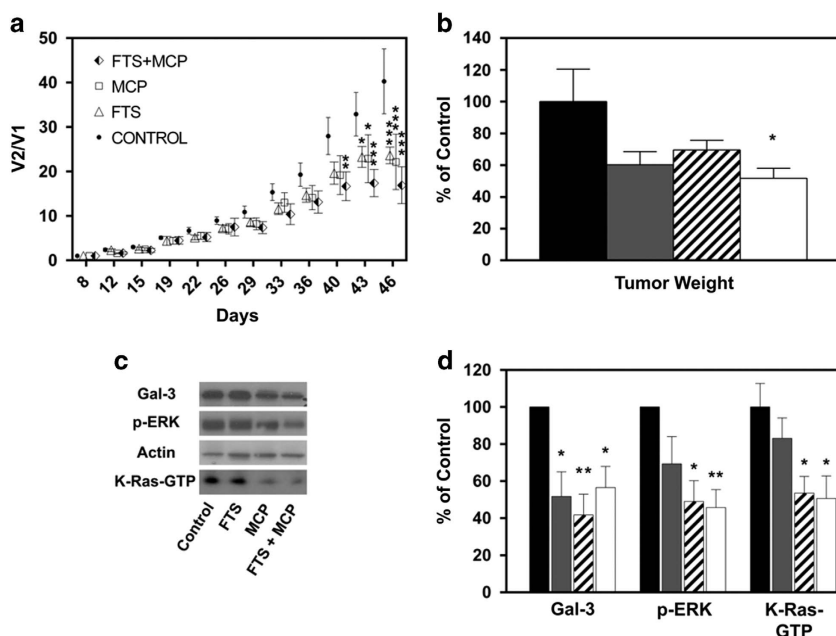 a
50
40
30
20
10
0
V2/V1
FTS+MCP
MCP
FTS
CONTROL
** * * *** *** *** ***
8 12 15 19 22 26 29 33 36 40 43 46
Days
b
140
120
100
80
60
40
20
0
% of Control
*
Tumor Weight
c
Gal-3
p-ERK
Actin
K-Ras-GTP
Control FTS MCP FTS + MCP
d
120
100
80
60
40
20
0
% of Control
* ** * * ** * *
Gal-3 p-ERK K-Ras-
GTP